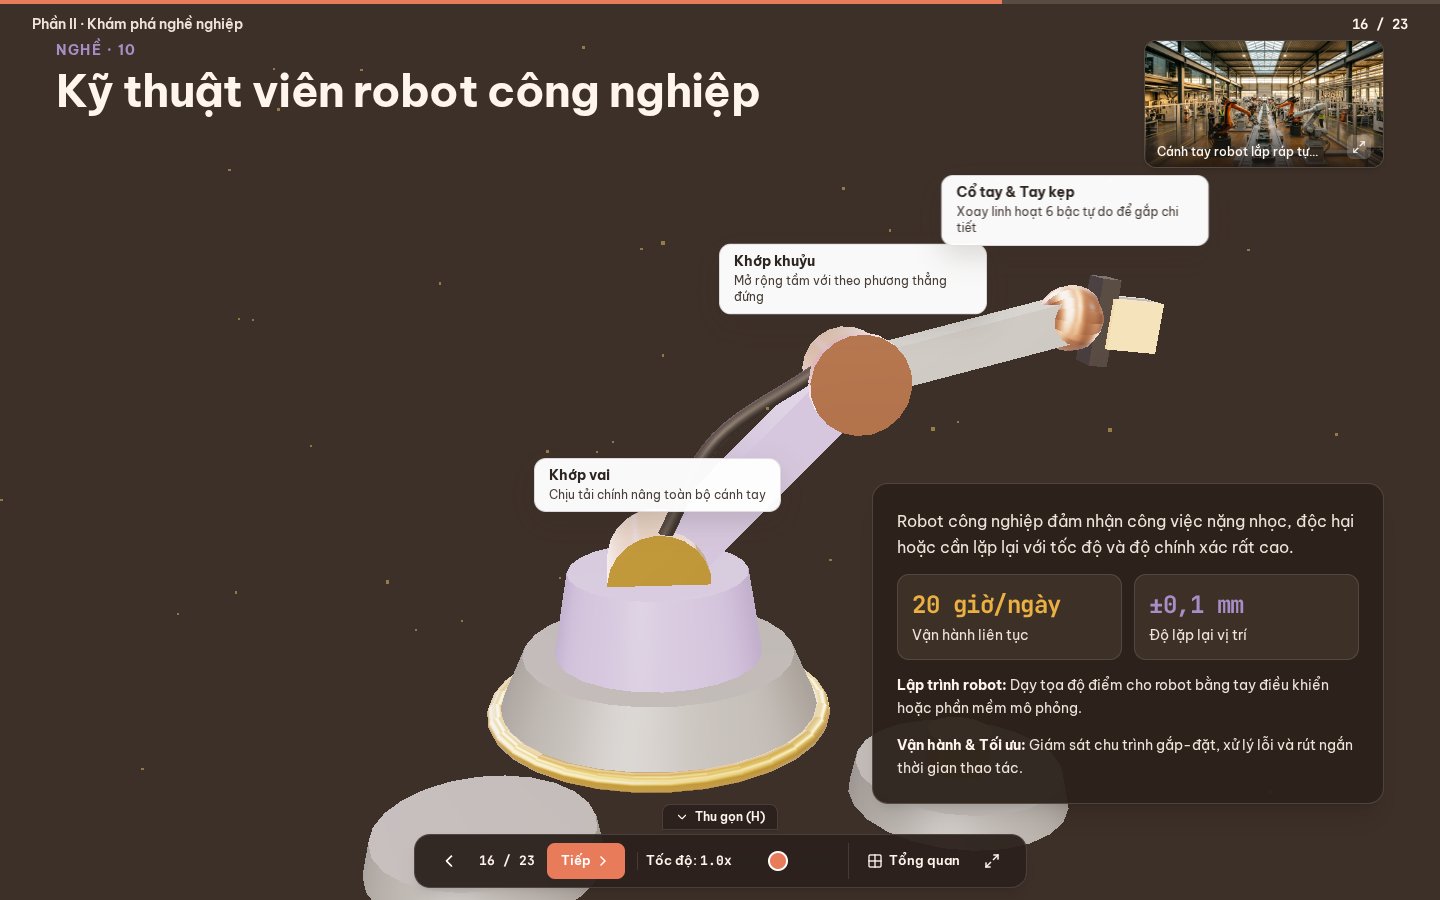 Phần II · Khám phá nghề nghiệp
16 / 23
NGHỀ · 10
Kỹ thuật viên robot công nghiệp
Cánh tay robot lắp ráp tự...
Cổ tay & Tay kẹp
Xoay linh hoạt 6 bậc tự do để gắp chi
tiết
Khớp khuỷu
Mở rộng tầm với theo phương thẳng
đứng
Khớp vai
Chịu tải chính nâng toàn bộ cánh tay
Robot công nghiệp đảm nhận công việc nặng nhọc, độc hại
hoặc cần lặp lại với tốc độ và độ chính xác rất cao.
20 giờ/ngày
Vận hành liên tục
±0,1 mm
Độ lặp lại vị trí
Lập trình robot: Dạy tọa độ điểm cho robot bằng tay điều khiển
hoặc phần mềm mô phỏng.
Vận hành & Tối ưu: Giám sát chu trình gắp-đặt, xử lý lỗi và rút ngắn
thời gian thao tác.
Thu gọn (H)
16 / 23
Tiếp
Tốc độ: 1.0x
Tổng quan